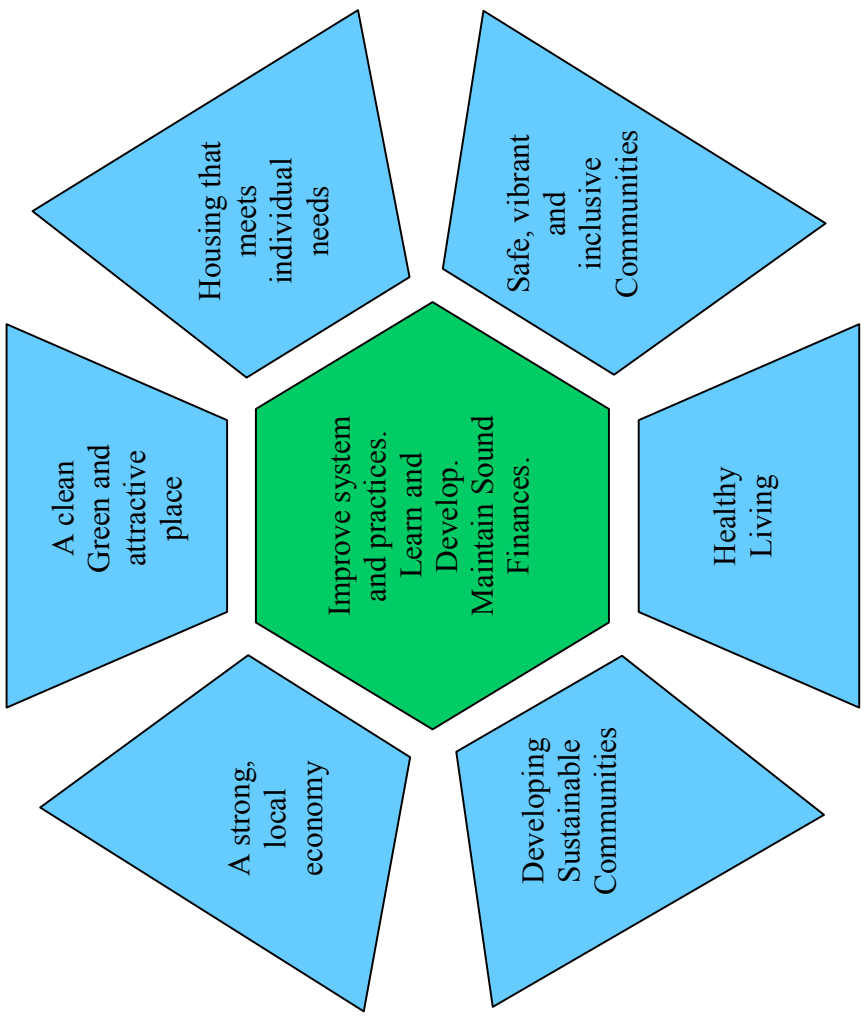 A clean
Green and
attractive
place
Housing that
meets
individual
needs
Safe, vibrant
and
inclusive
Communities
Healthy
Living
Developing
Sustainable
Communities
A strong,
local
economy
Improve system
and practices.
Learn and
Develop.
Maintain Sound
Finances.